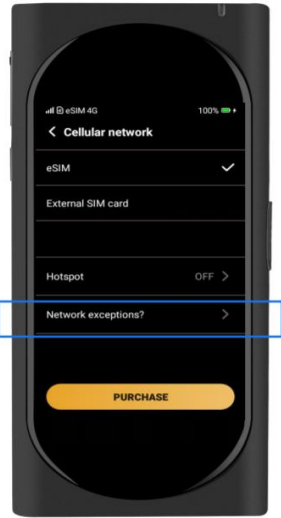 eSIM 4G 100%
Cellular network
eSIM
External SIM card
Hotspot OFF
Network exceptions?
PURCHASE